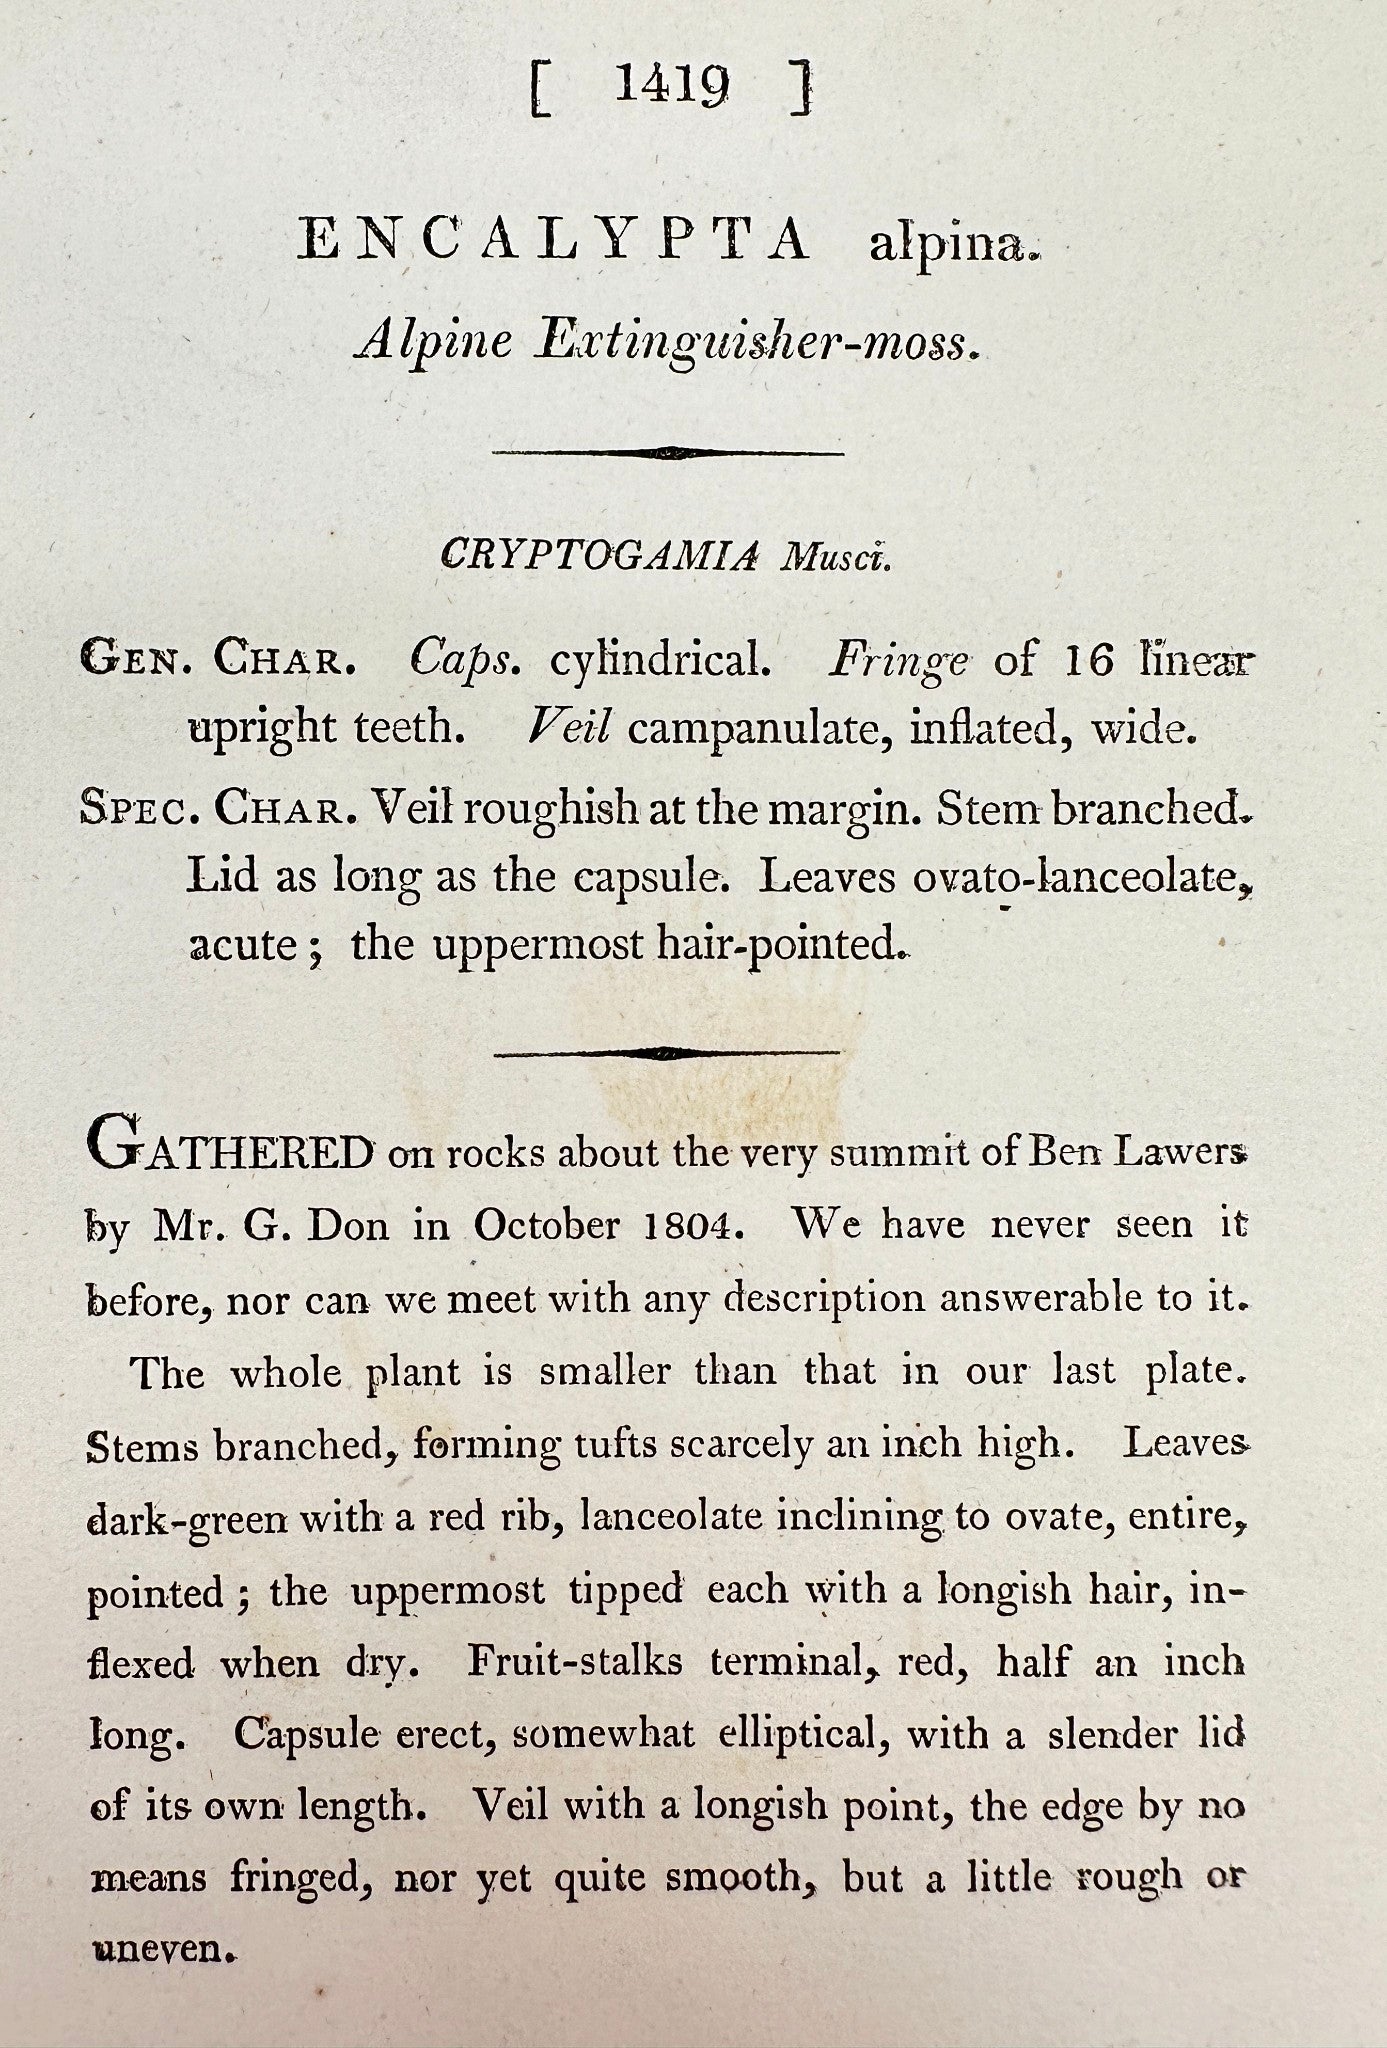 [ 1419 ]
ENCALYPTA alpina.
Alpine Extinguisher-moss.
CRYPTOGAMIA Musci.
GEN. CHAR. Caps. cylindrical. Fringe of 16 linear
upright teeth. Veil campanulate, inflated, wide.
SPEC. CHAR. Veil roughish at the margin. Stem branched.
Lid as long as the capsule. Leaves ovato-lanceolate,
acute; the uppermost hair-pointed.
GATHERED on rocks about the very summit of Ben Lawers
by Mr. G. Don in October 1804. We have never seen it
before, nor can we meet with any description answerable to it.
The whole plant is smaller than that in our last plate.
Stems branched, forming tufts scarcely an inch high. Leaves
dark-green with a red rib, lanceolate inclining to ovate, entire,
pointed; the uppermost tipped each with a longish hair, in-
flexed when dry. Fruit-stalks terminal, red, half an inch
long. Capsule erect, somewhat elliptical, with a slender lid
of its own length. Veil with a longish point, the edge by no
means fringed, nor yet quite smooth, but a little rough or
uneven.